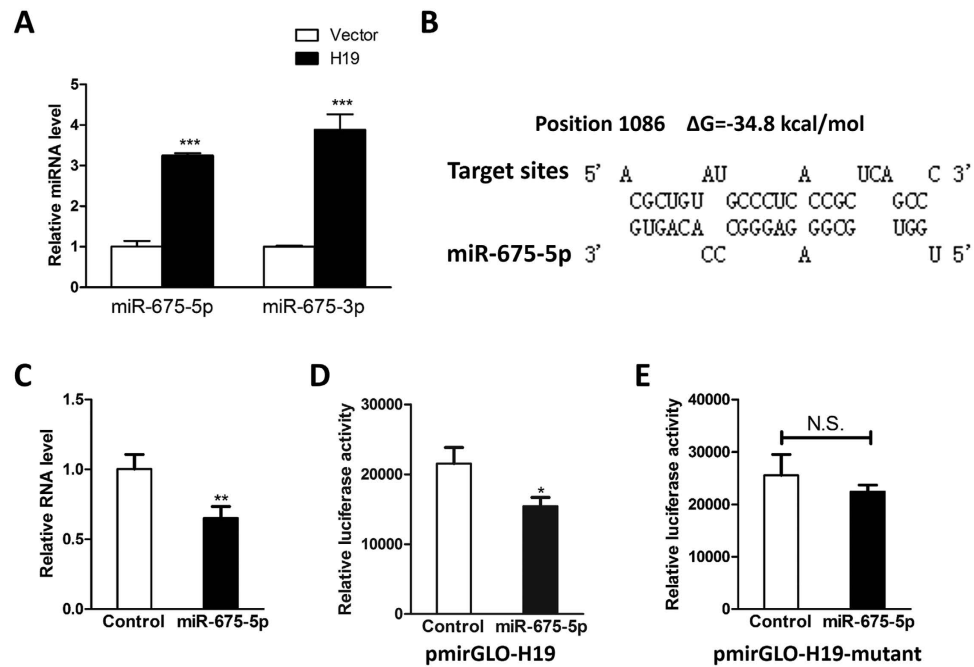 A
Vector
H19
Relative miRNA level
5
4
3
2
1
0
***
***
miR-675-5p miR-675-3p
B
Position 1086 ΔG=-34.8 kcal/mol
Target sites 5' A AU A UCA C 3'
CGCUGU GCCCUC CCGC GCC
GUGACA CGGGAG GGCG UGG
miR-675-5p 3' CC A U 5'
C
Relative RNA level
1.5
1.0
0.5
0.0
**
Control miR-675-5p
D
Relative luciferase activity
30000
20000
10000
0
*
Control miR-675-5p
pmirGLO-H19
E
Relative luciferase activity
40000
30000
20000
10000
0
N.S.
Control miR-675-5p
pmirGLO-H19-mutant